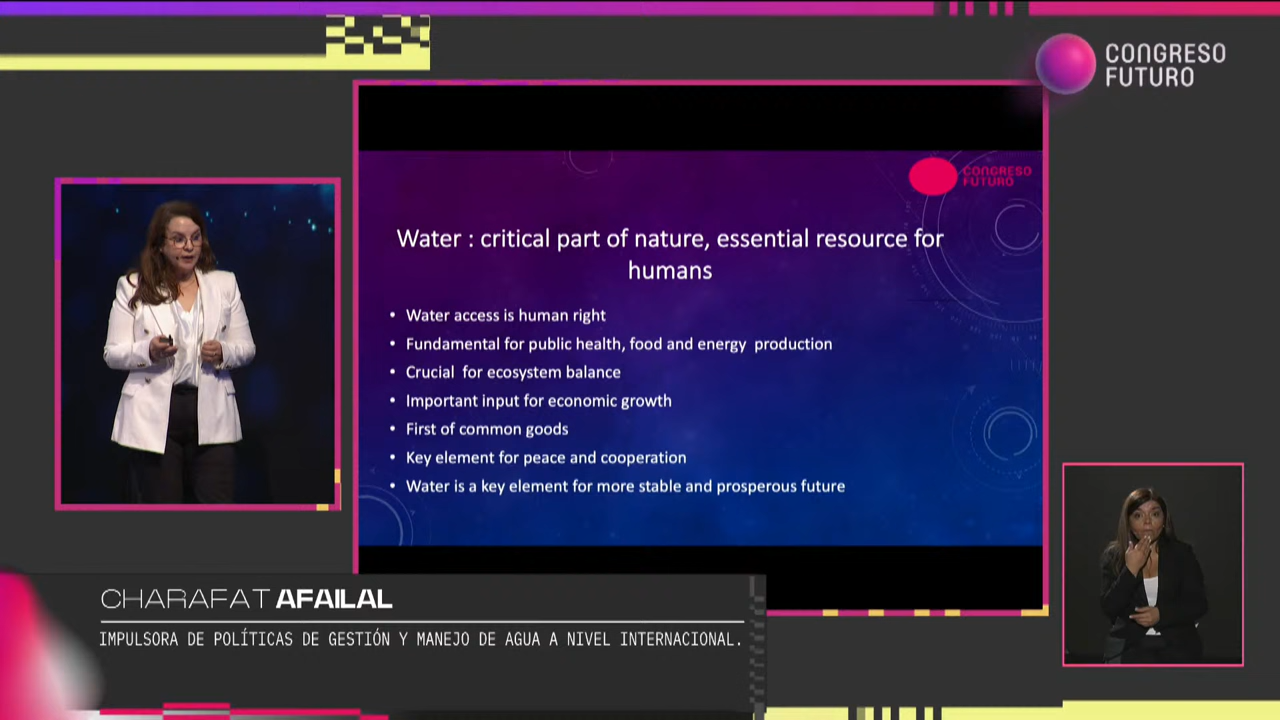 CONGRESO
FUTURO
CONGRESO
FUTURO
Water : critical part of nature, essential resource for
humans
• Water access is human right
• Fundamental for public health, food and energy  production
• Crucial  for ecosystem balance
• Important input for economic growth
• First of common goods
• Key element for peace and cooperation
• Water is a key element for more stable and prosperous future
CHARAFAT AFAILAL
IMPULSORA DE POLÍTICAS DE GESTIÓN Y MANEJO DE AGUA A NIVEL INTERNACIONAL.